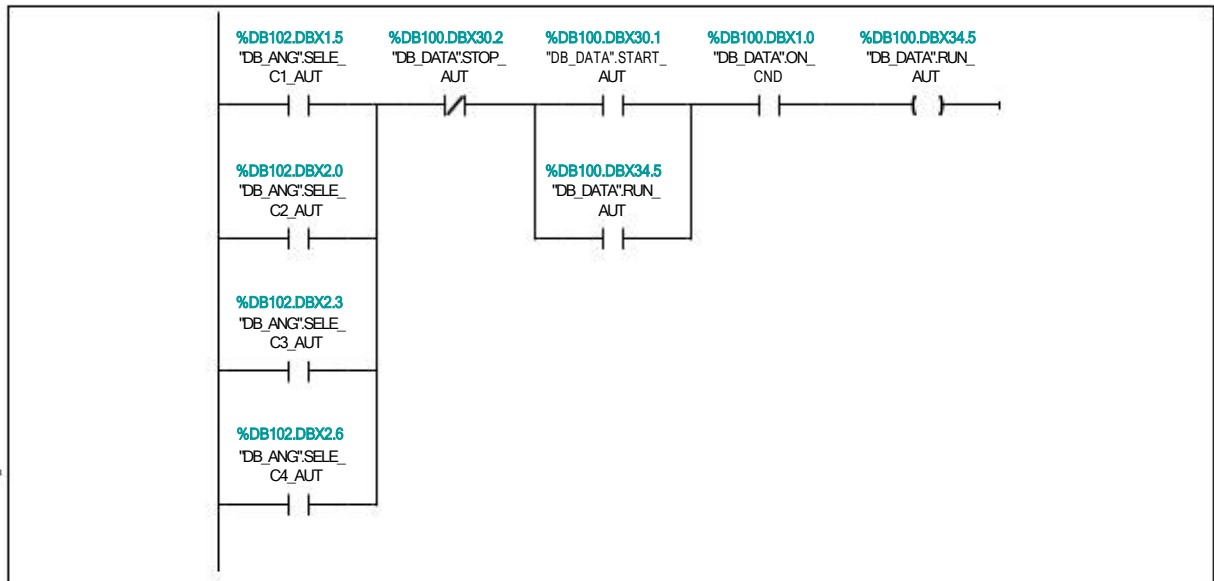 %DB102.DBX1.5
"DB_ANG".SELE_
C1_AUT
%DB100.DBX30.2
"DB_DATA".STOP_
AUT
%DB100.DBX30.1
"DB_DATA".START_
AUT
%DB100.DBX1.0
"DB_DATA".ON_
CND
%DB100.DBX34.5
"DB_DATA".RUN_
AUT
%DB102.DBX2.0
"DB_ANG".SELE_
C2_AUT
%DB100.DBX34.5
"DB_DATA".RUN_
AUT
%DB102.DBX2.3
"DB_ANG".SELE_
C3_AUT
%DB102.DBX2.6
"DB_ANG".SELE_
C4_AUT